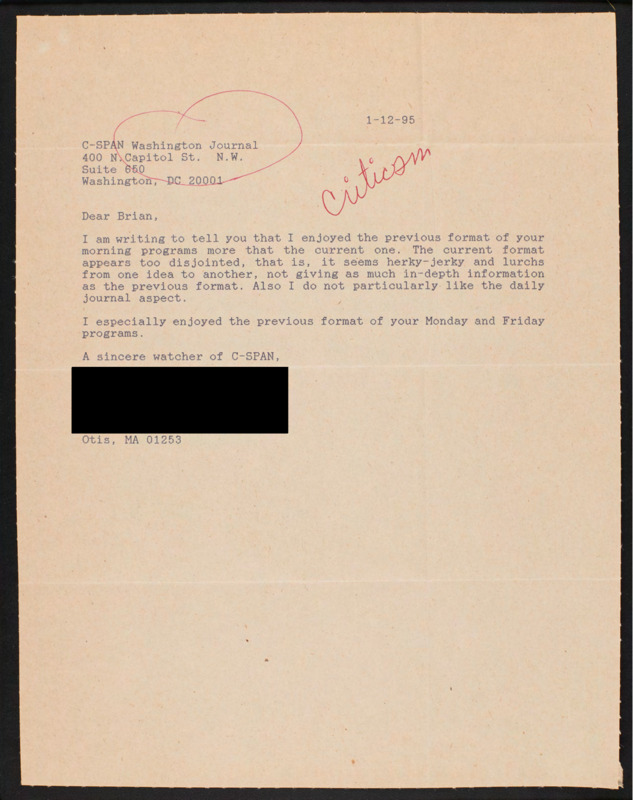 1-12-95
C-SPAN Washington Journal
400 N.Capitol St.  N.W.
Suite 650
Washington, DC 20001
Criticism
Dear Brian,
I am writing to tell you that I enjoyed the previous format of your
morning programs more that the current one. The current format
appears too disjointed, that is, it seems herky-jerky and lurchs
from one idea to another, not giving as much in-depth information
as the previous format. Also I do not particularly like the daily
journal aspect.
I especially enjoyed the previous format of your Monday and Friday
programs.
A sincere watcher of C-SPAN,
Otis, MA 01253